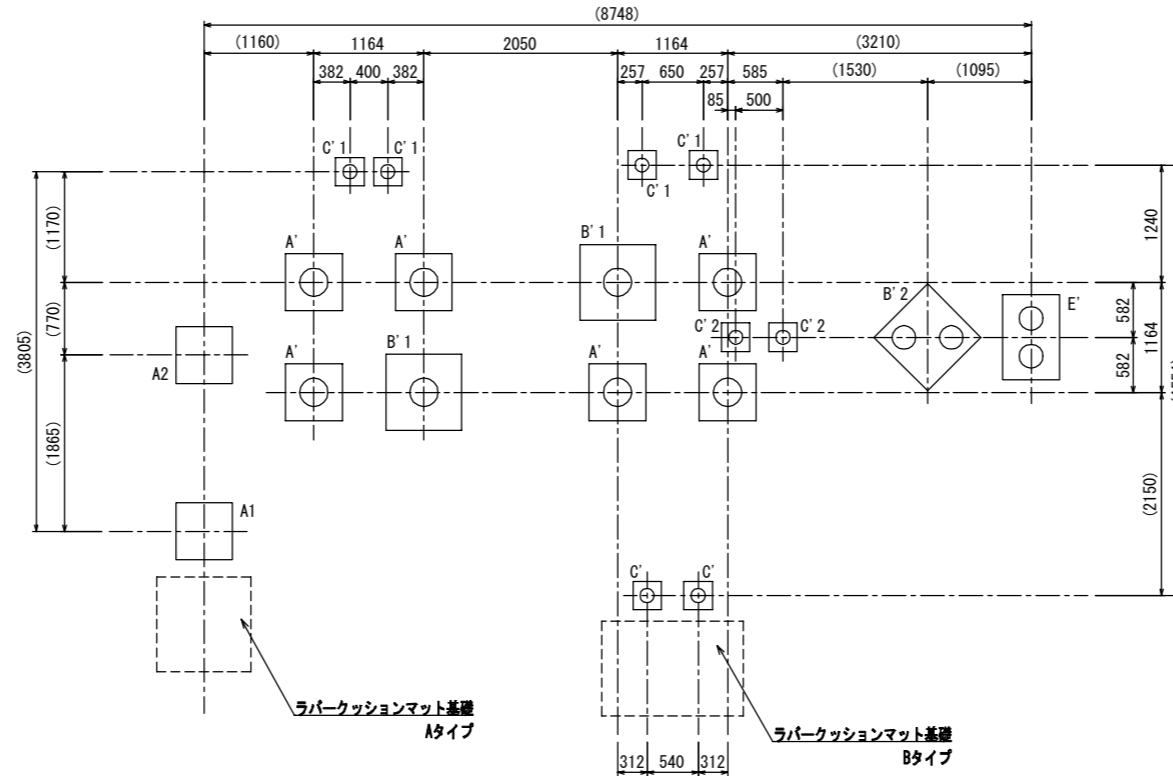 (8748)
(1160) 1164 2050 1164 (3210)
382 400 382 257 650 257 585 (1530) (1095)
85 500
C'1 C'1 C'1
C'1
(1170) 1240
A' A' B'1 A'
(770) 582 1164
B'2 E'
C'2 C'2
(3805)
A2 A' B'1 A' A' 582
(1865)
(2150)
A1
C' C'
ラバークッションマット基礎
Aタイプ
ラバークッションマット基礎
Bタイプ
312 540 312